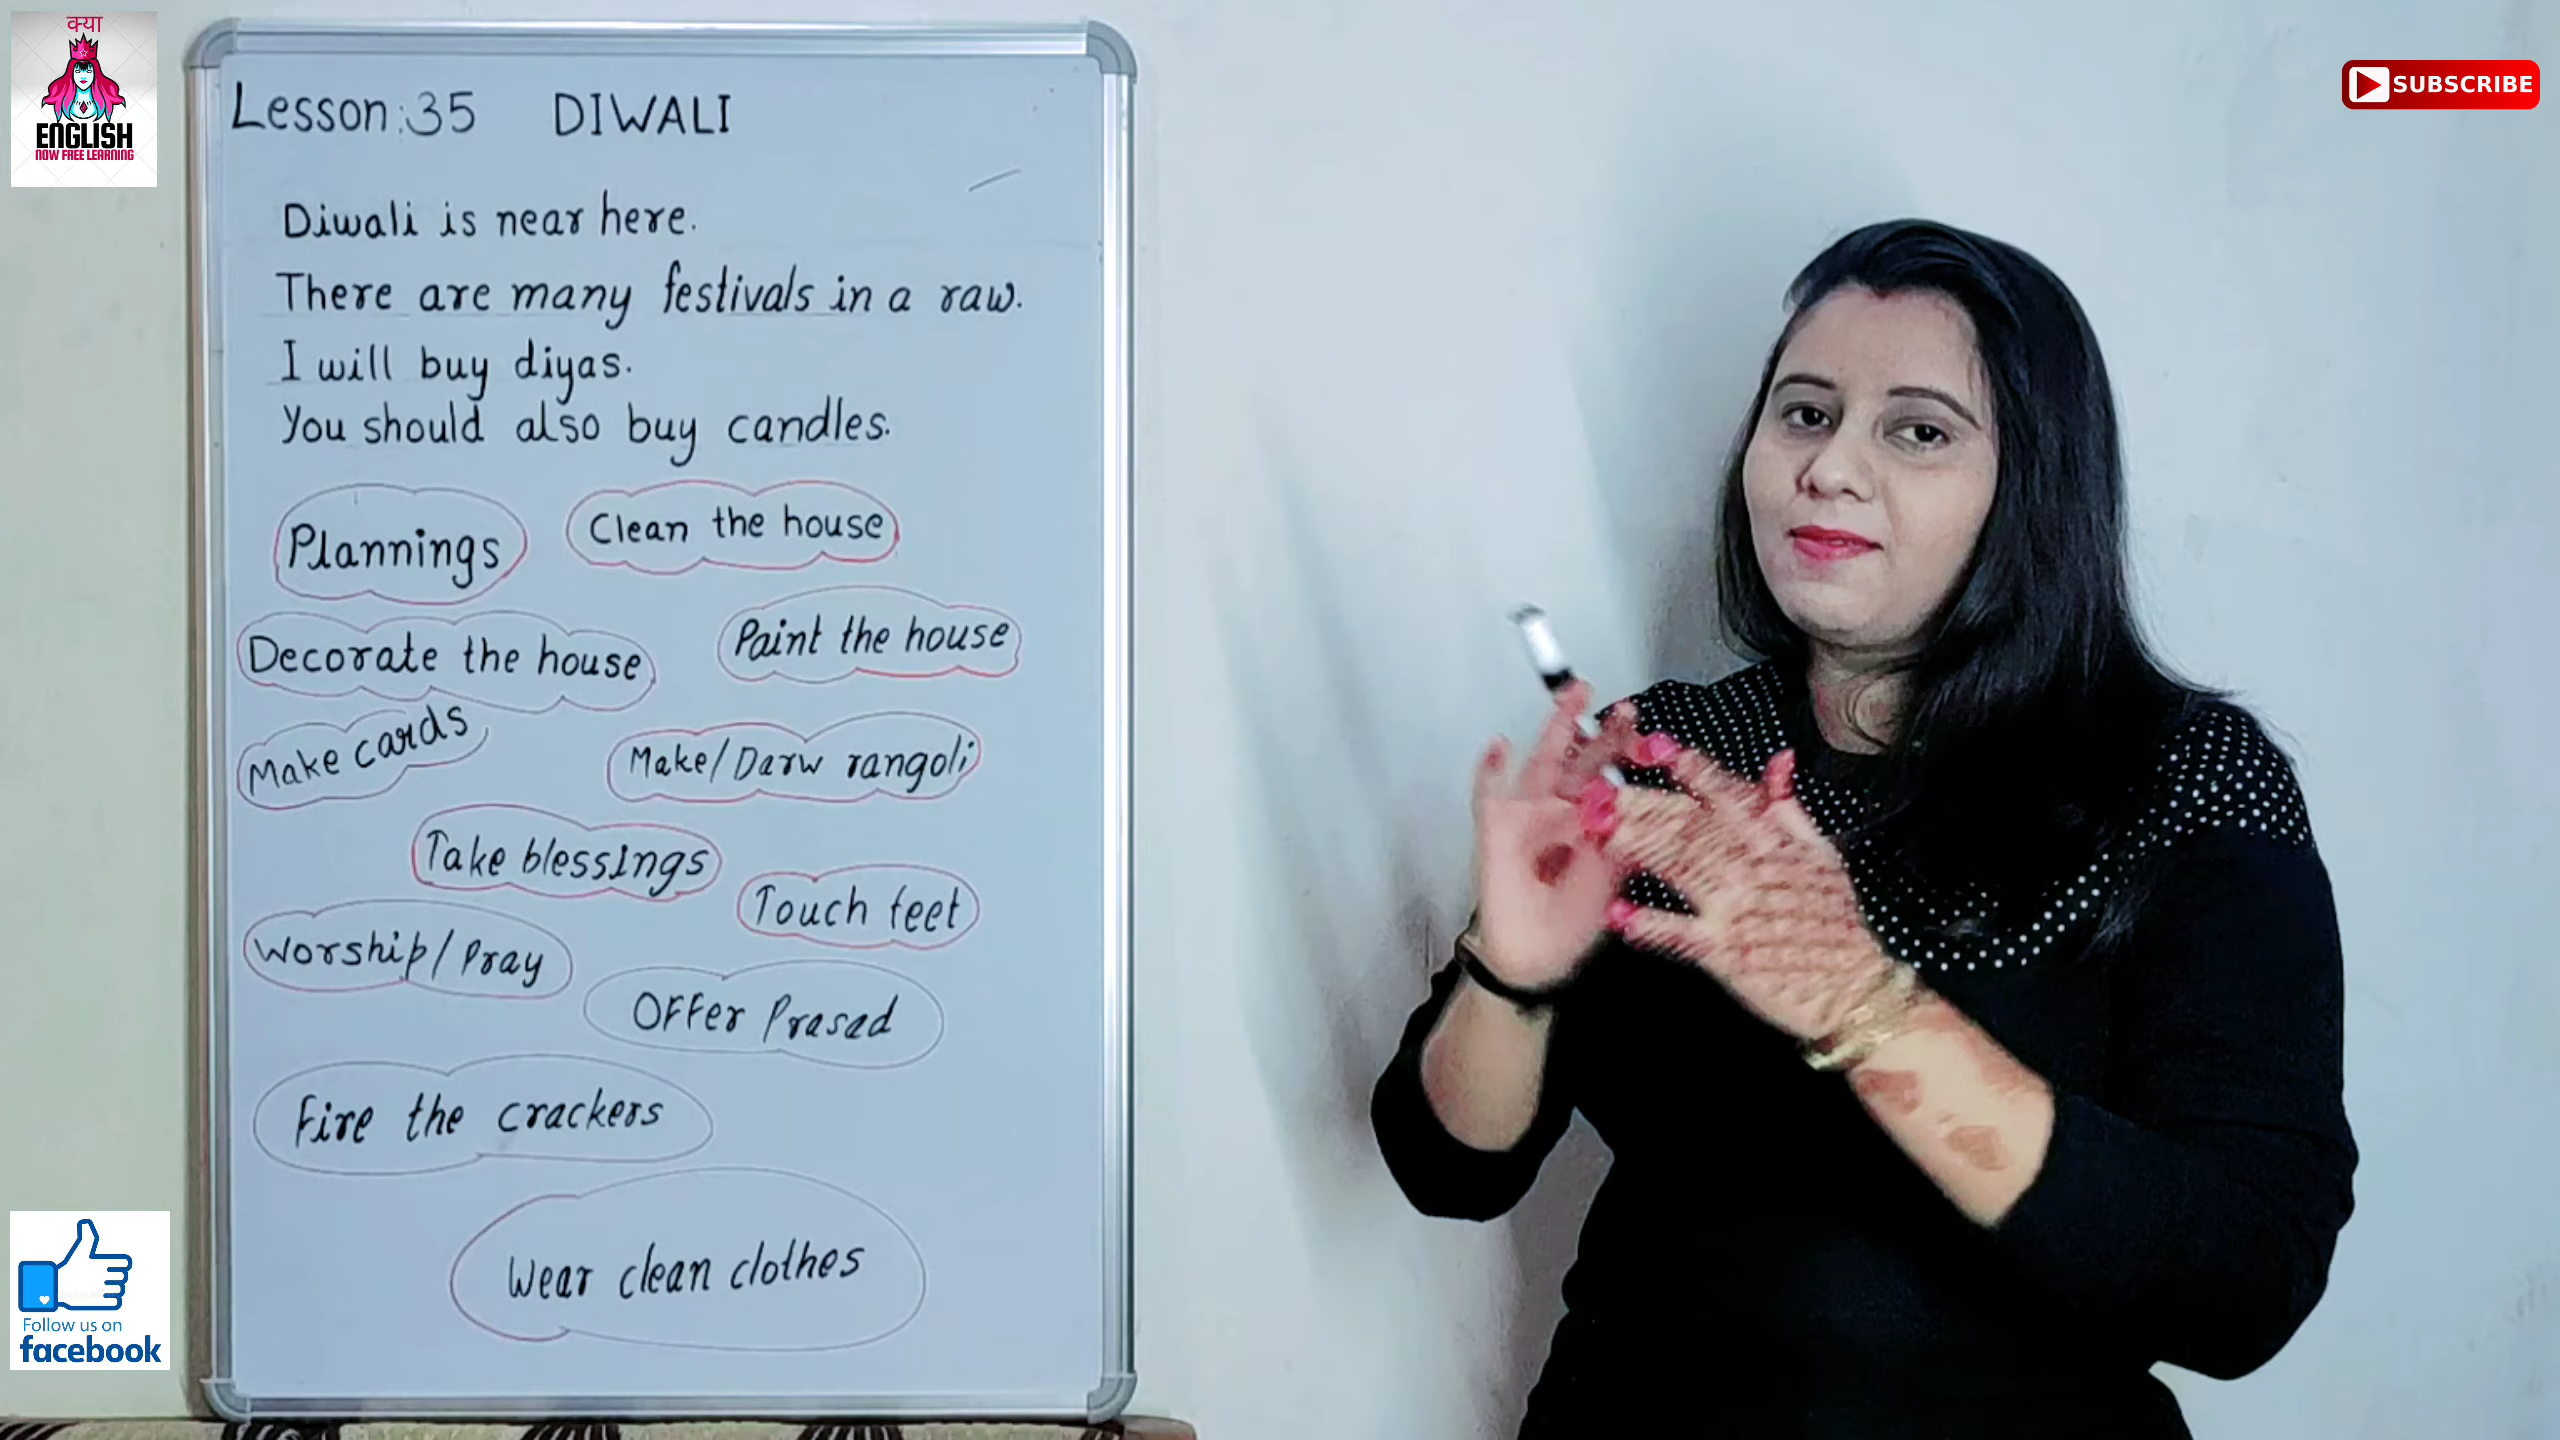 क्या
ENGLISH
NOW FREE LEARNING
SUBSCRIBE
Lesson:35 DIWALI
Diwali is near here.
There are many festivals in a raw.
I will buy diyas.
You should also buy candles.
Plannings
Clean the house
Decorate the house
Paint the house
Make cards
Make/Darw rangoli
Take blessings
Touch feet
Worship/Pray
Offer Prasad
Fire the crackers
Wear clean clothes
Follow us on
facebook